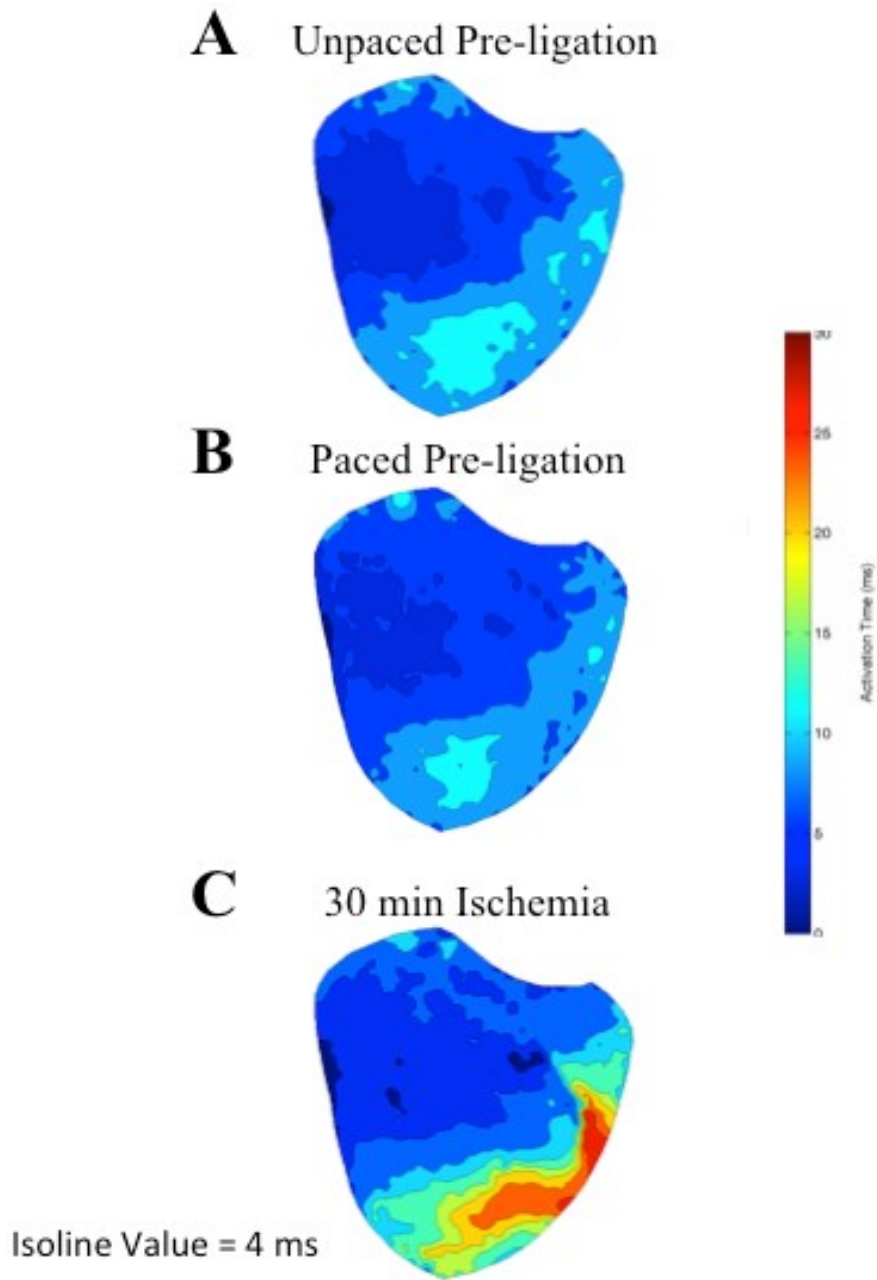 A Unpaced Pre-ligation
B Paced Pre-ligation
30
25
20
15
10
5
0
Activation Time (ms)
C 30 min Ischemia
Isoline Value = 4 ms